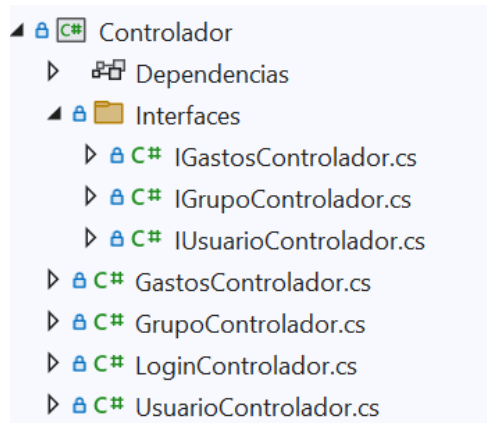 C# Controlador
Dependencias
Interfaces
C# IGastosControlador.cs
C# IGrupoControlador.cs
C# IUsuarioControlador.cs
C# GastosControlador.cs
C# GrupoControlador.cs
C# LoginControlador.cs
C# UsuarioControlador.cs